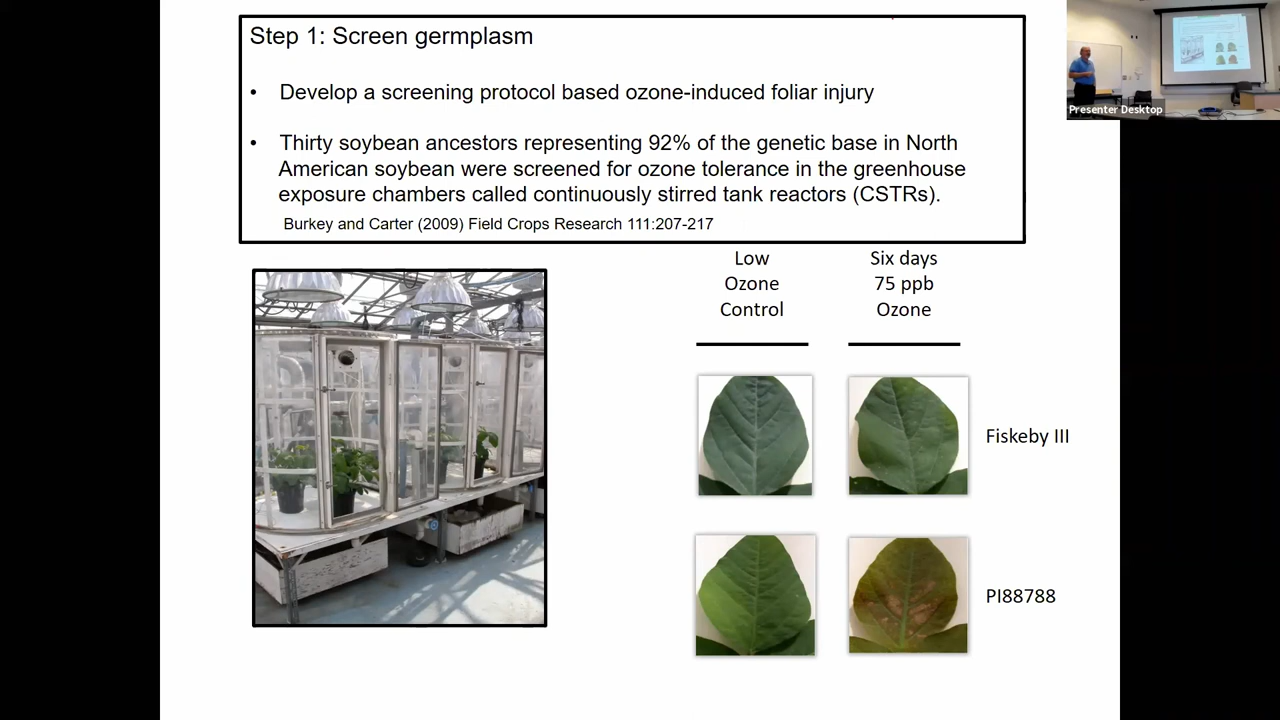 Step 1: Screen germplasm
• Develop a screening protocol based ozone-induced foliar injury
• Thirty soybean ancestors representing 92% of the genetic base in North
American soybean were screened for ozone tolerance in the greenhouse
exposure chambers called continuously stirred tank reactors (CSTRs).
Burkey and Carter (2009) Field Crops Research 111:207-217
Presenter Desktop
Low
Ozone
Control
Six days
75 ppb
Ozone
Fiskeby III
PI88788